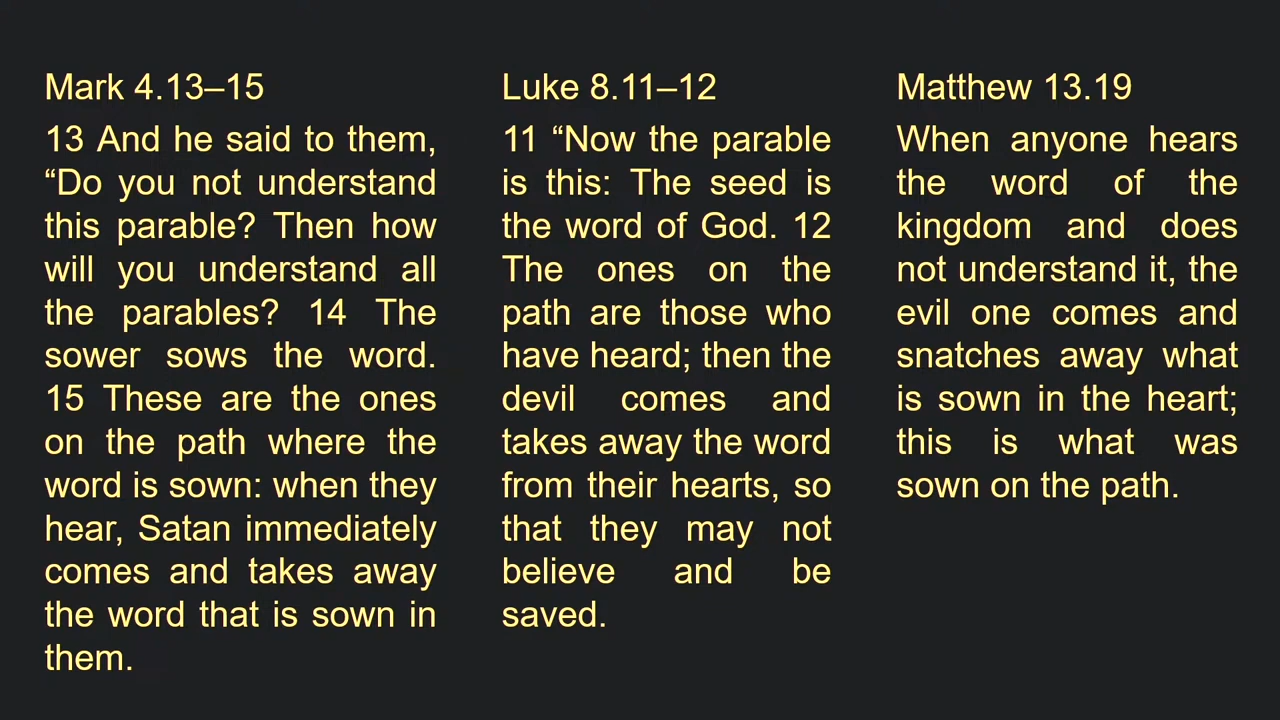 Mark 4.13–15
13 And he said to them,
“Do you not understand
this parable? Then how
will you understand all
the parables? 14 The
sower sows the word.
15 These are the ones
on the path where the
word is sown: when they
hear, Satan immediately
comes and takes away
the word that is sown in
them.
Luke 8.11–12
11 “Now the parable
is this: The seed is
the word of God. 12
The ones on the
path are those who
have heard; then the
devil comes and
takes away the word
from their hearts, so
that they may not
believe and be
saved.
Matthew 13.19
When anyone hears
the word of the
kingdom and does
not understand it, the
evil one comes and
snatches away what
is sown in the heart;
this is what was
sown on the path.